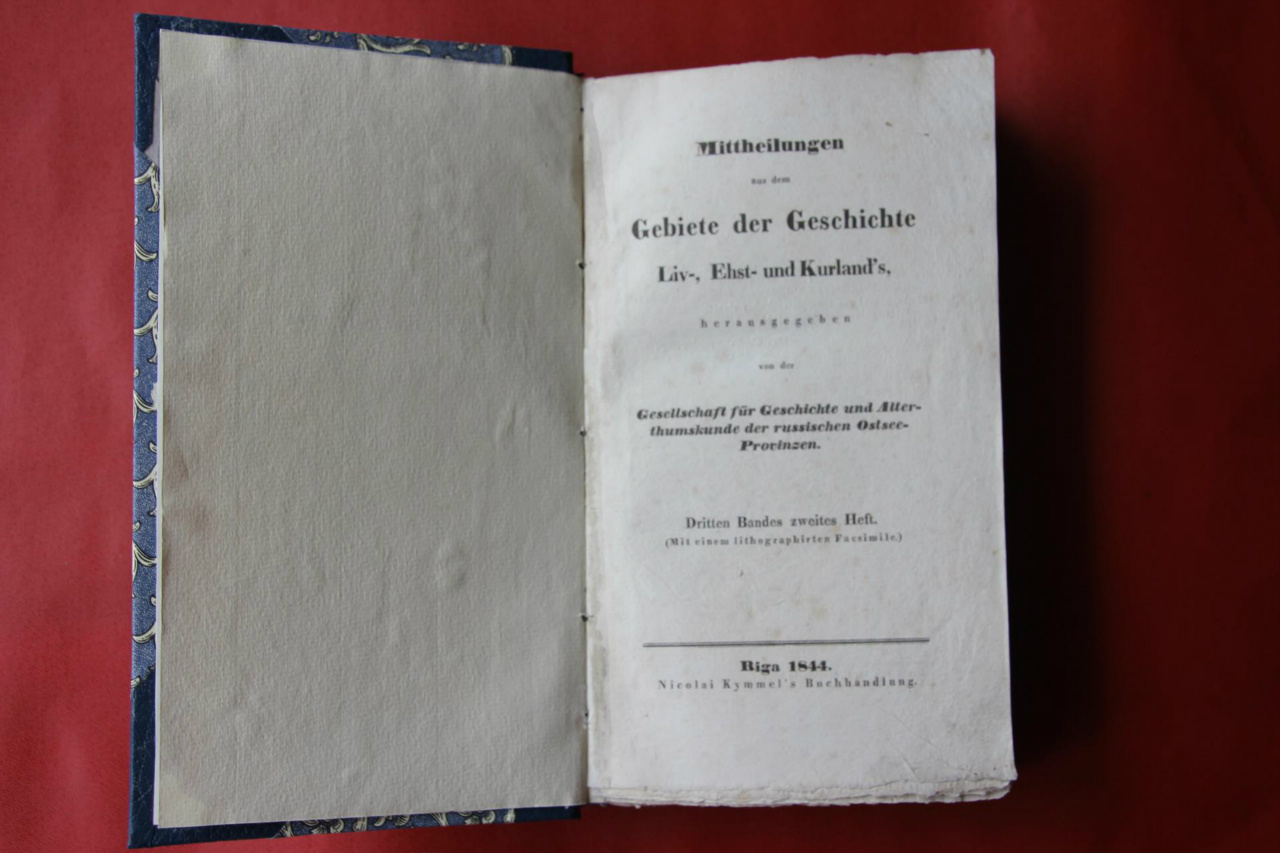 Mittheilungen
aus dem
Gebiete der Geschichte
Liv-, Ehst- und Kurland's,
herausgegeben
von der
Gesellschaft für Geschichte und Alter-
thumskunde der russischen Ostsee-
Provinzen.
Dritten Bandes zweites Heft.
(Mit einem lithographirten Facsimile.)
Riga 1844.
Nicolai Kymmel's Buchhandlung.